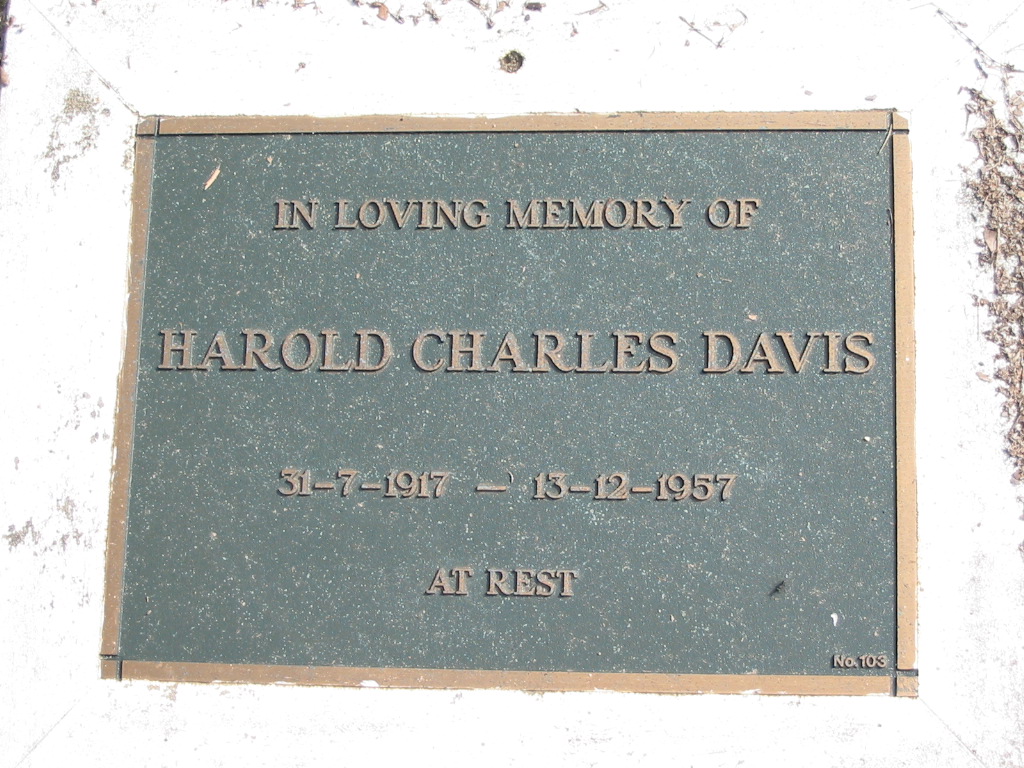 IN LOVING MEMORY OF
HAROLD CHARLES DAVIS
31-7-1917 - 13-12-1957
AT REST
No. 103